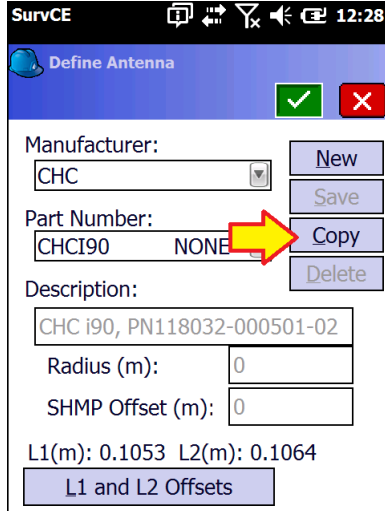 SurvCE 12:28
Define Antenna
Manufacturer:
New
CHC
Save
Part Number:
Copy
CHCI90 NONE
Delete
Description:
CHC i90, PN118032-000501-02
Radius (m): 0
SHMP Offset (m): 0
L1(m): 0.1053 L2(m): 0.1064
L1 and L2 Offsets